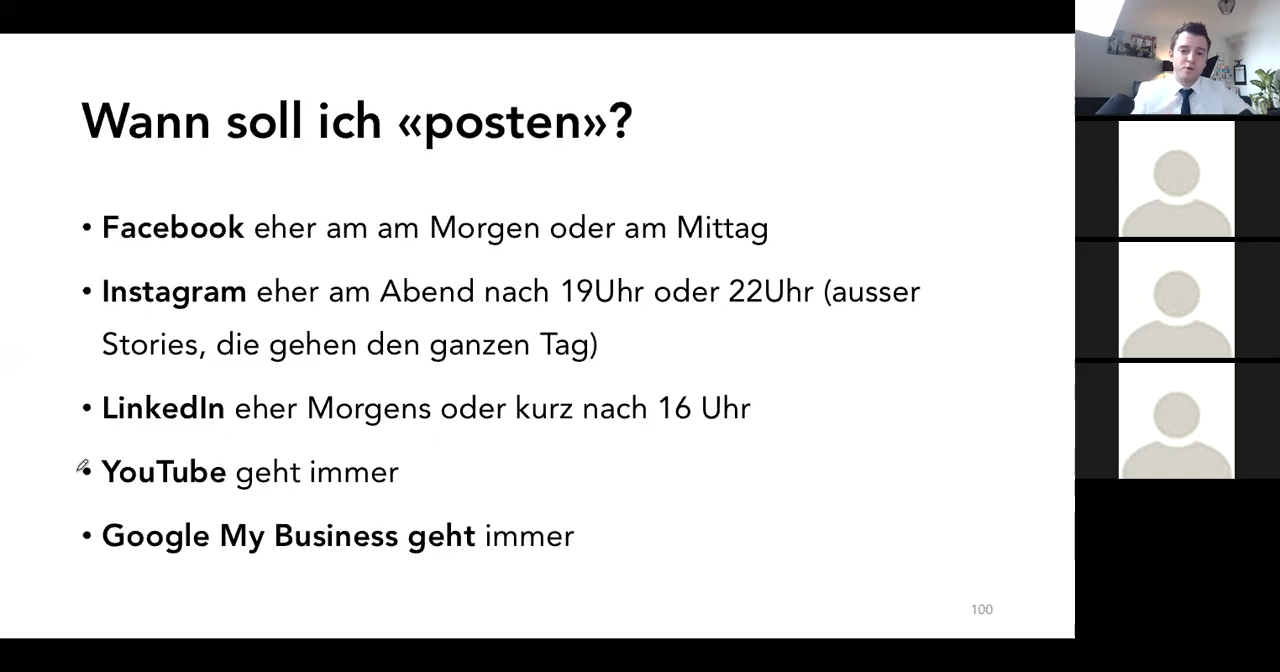 Wann soll ich «posten»?
• Facebook eher am am Morgen oder am Mittag
• Instagram eher am Abend nach 19Uhr oder 22Uhr (ausser
Stories, die gehen den ganzen Tag)
• LinkedIn eher Morgens oder kurz nach 16 Uhr
• YouTube geht immer
• Google My Business geht immer
100